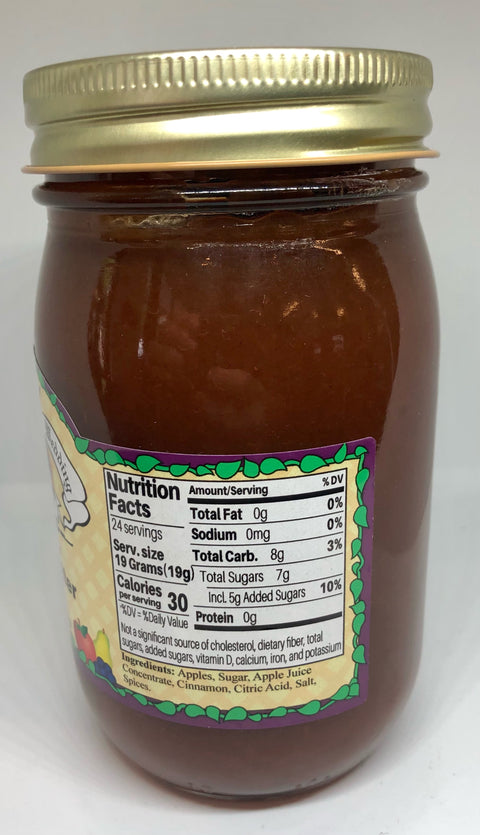 Nutrition
Facts
24 servings
Serv. size
19 Grams(19g)
Calories
per serving 30
*%DV = %Daily Value
Amount/Serving %DV
Total Fat 0g 0%
Sodium 0mg 0%
Total Carb. 8g 3%
Total Sugars 7g
Incl. 5g Added Sugars 10%
Protein 0g
Not a significant source of cholesterol, dietary fiber, total
sugars, added sugars, vitamin D, calcium, iron, and potassium
Ingredients: Apples, Sugar, Apple Juice
Concentrate, Cinnamon, Citric Acid, Salt,
Spices.